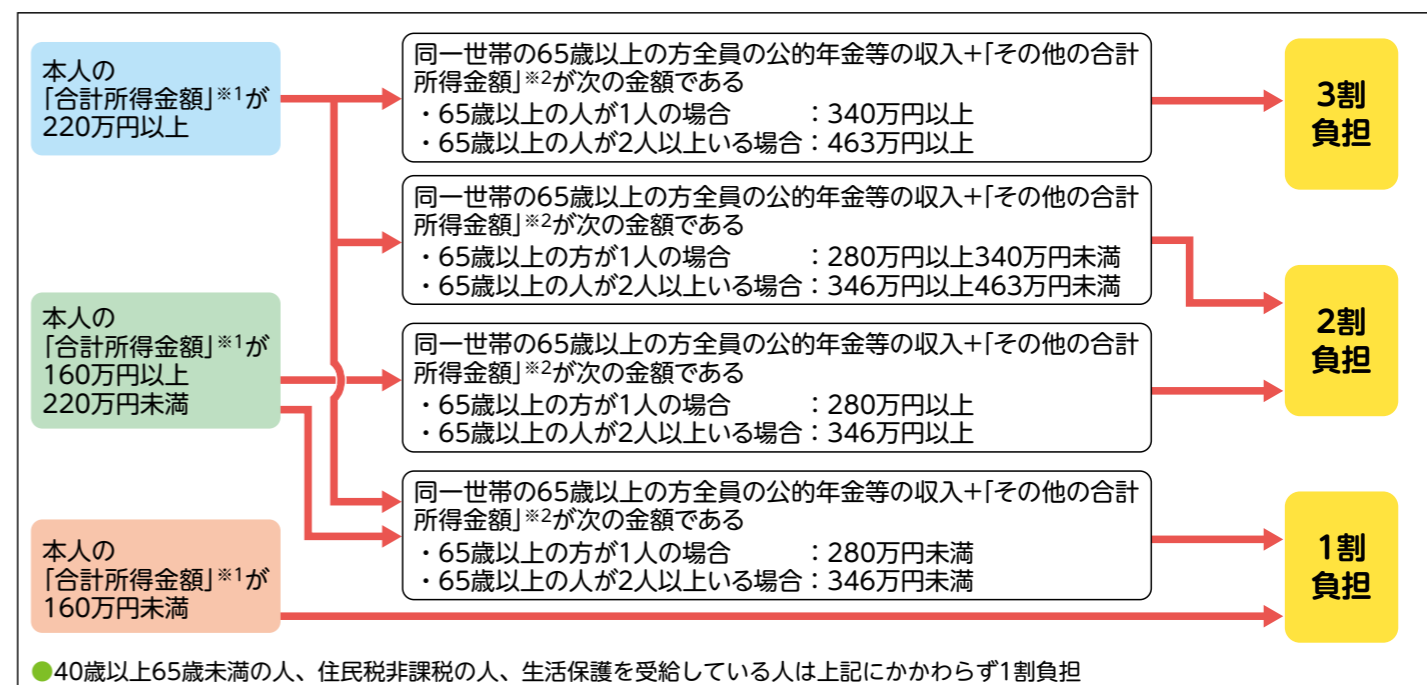 本人の
「合計所得金額」※1が
220万円以上
同一世帯の65歳以上の方全員の公的年金等の収入+「その他の合計
所得金額」※2が次の金額である
・65歳以上の人が1人の場合　　　：340万円以上
・65歳以上の人が2人以上いる場合：463万円以上
3割
負担
同一世帯の65歳以上の方全員の公的年金等の収入+「その他の合計
所得金額」※2が次の金額である
・65歳以上の方が1人の場合　　　：280万円以上340万円未満
・65歳以上の人が2人以上いる場合：346万円以上463万円未満
本人の
「合計所得金額」※1が
160万円以上
220万円未満
同一世帯の65歳以上の方全員の公的年金等の収入+「その他の合計
所得金額」※2が次の金額である
・65歳以上の方が1人の場合　　　：280万円以上
・65歳以上の人が2人以上いる場合：346万円以上
2割
負担
本人の
「合計所得金額」※1が
160万円未満
同一世帯の65歳以上の方全員の公的年金等の収入+「その他の合計
所得金額」※2が次の金額である
・65歳以上の方が1人の場合　　　：280万円未満
・65歳以上の人が2人以上いる場合：346万円未満
1割
負担
●40歳以上65歳未満の人、住民税非課税の人、生活保護を受給している人は上記にかかわらず1割負担